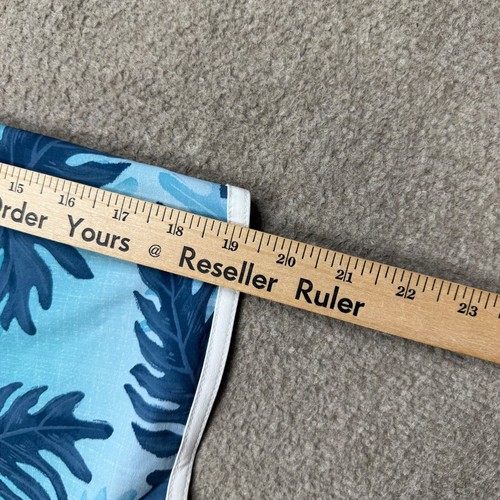 15 16 17 18 19 20 21 22 23
Order Yours @ Reseller Ruler